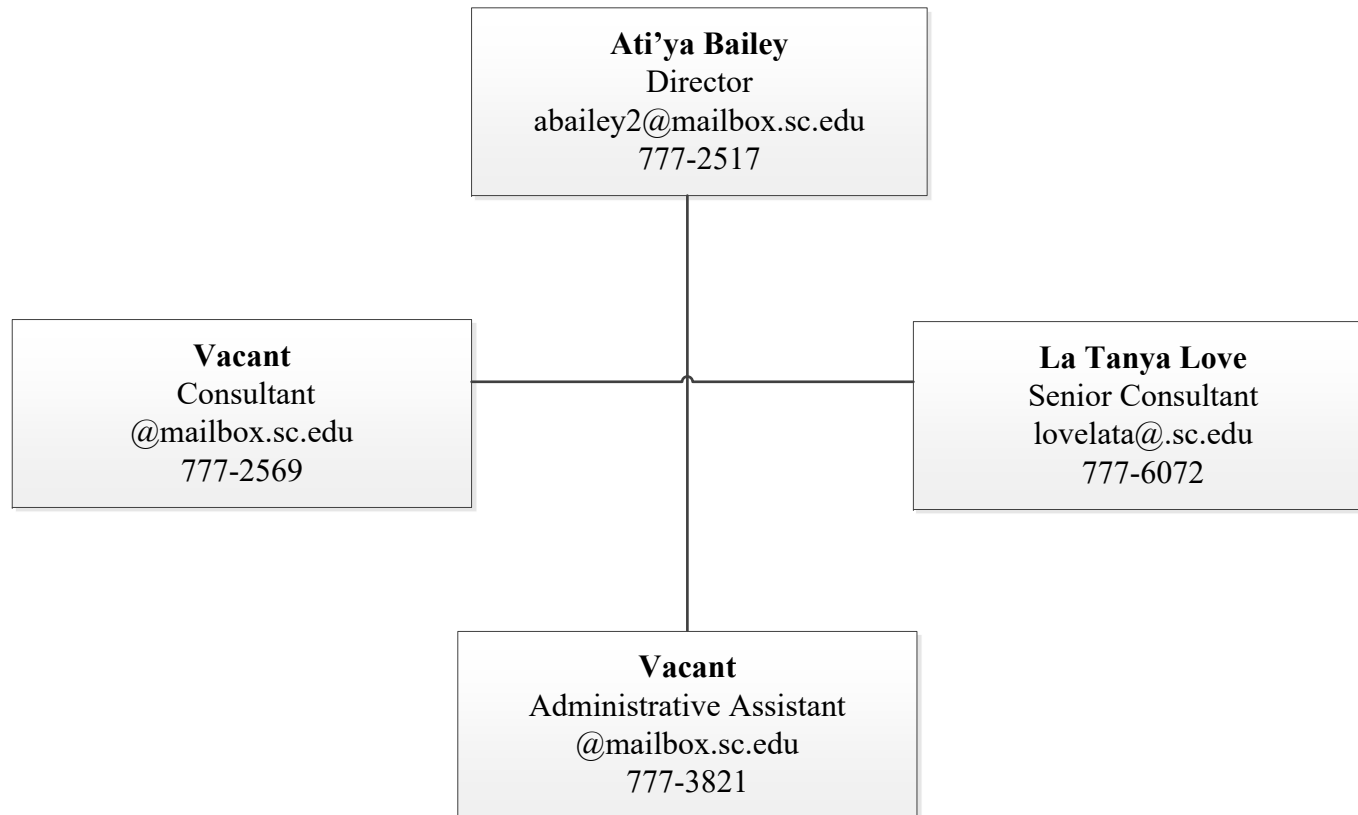 Ati’ya Bailey
Director
abailey2@mailbox.sc.edu
777-2517
Vacant
Consultant
@mailbox.sc.edu
777-2569
La Tanya Love
Senior Consultant
lovelata@.sc.edu
777-6072
Vacant
Administrative Assistant
@mailbox.sc.edu
777-3821